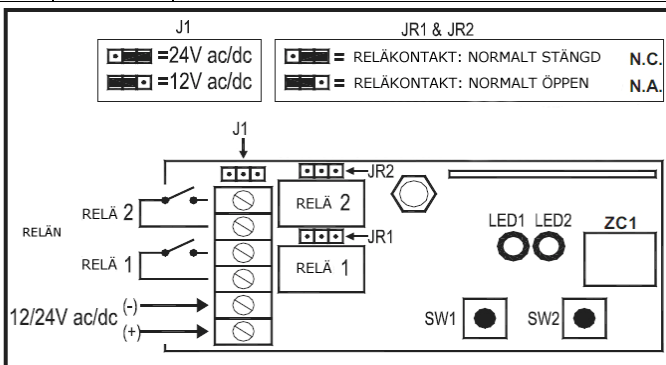 J1
=24V ac/dc
=12V ac/dc
JR1 & JR2
= RELÄKONTAKT: NORMALT STÄNGD N.C.
= RELÄKONTAKT: NORMALT ÖPPEN N.A.
J1
JR2
RELÄ 2
RELÄ 2
JR1
RELÄN
RELÄ 1
RELÄ 1
12/24V ac/dc (-)
(+)
LED1 LED2 ZC1
SW1 SW2